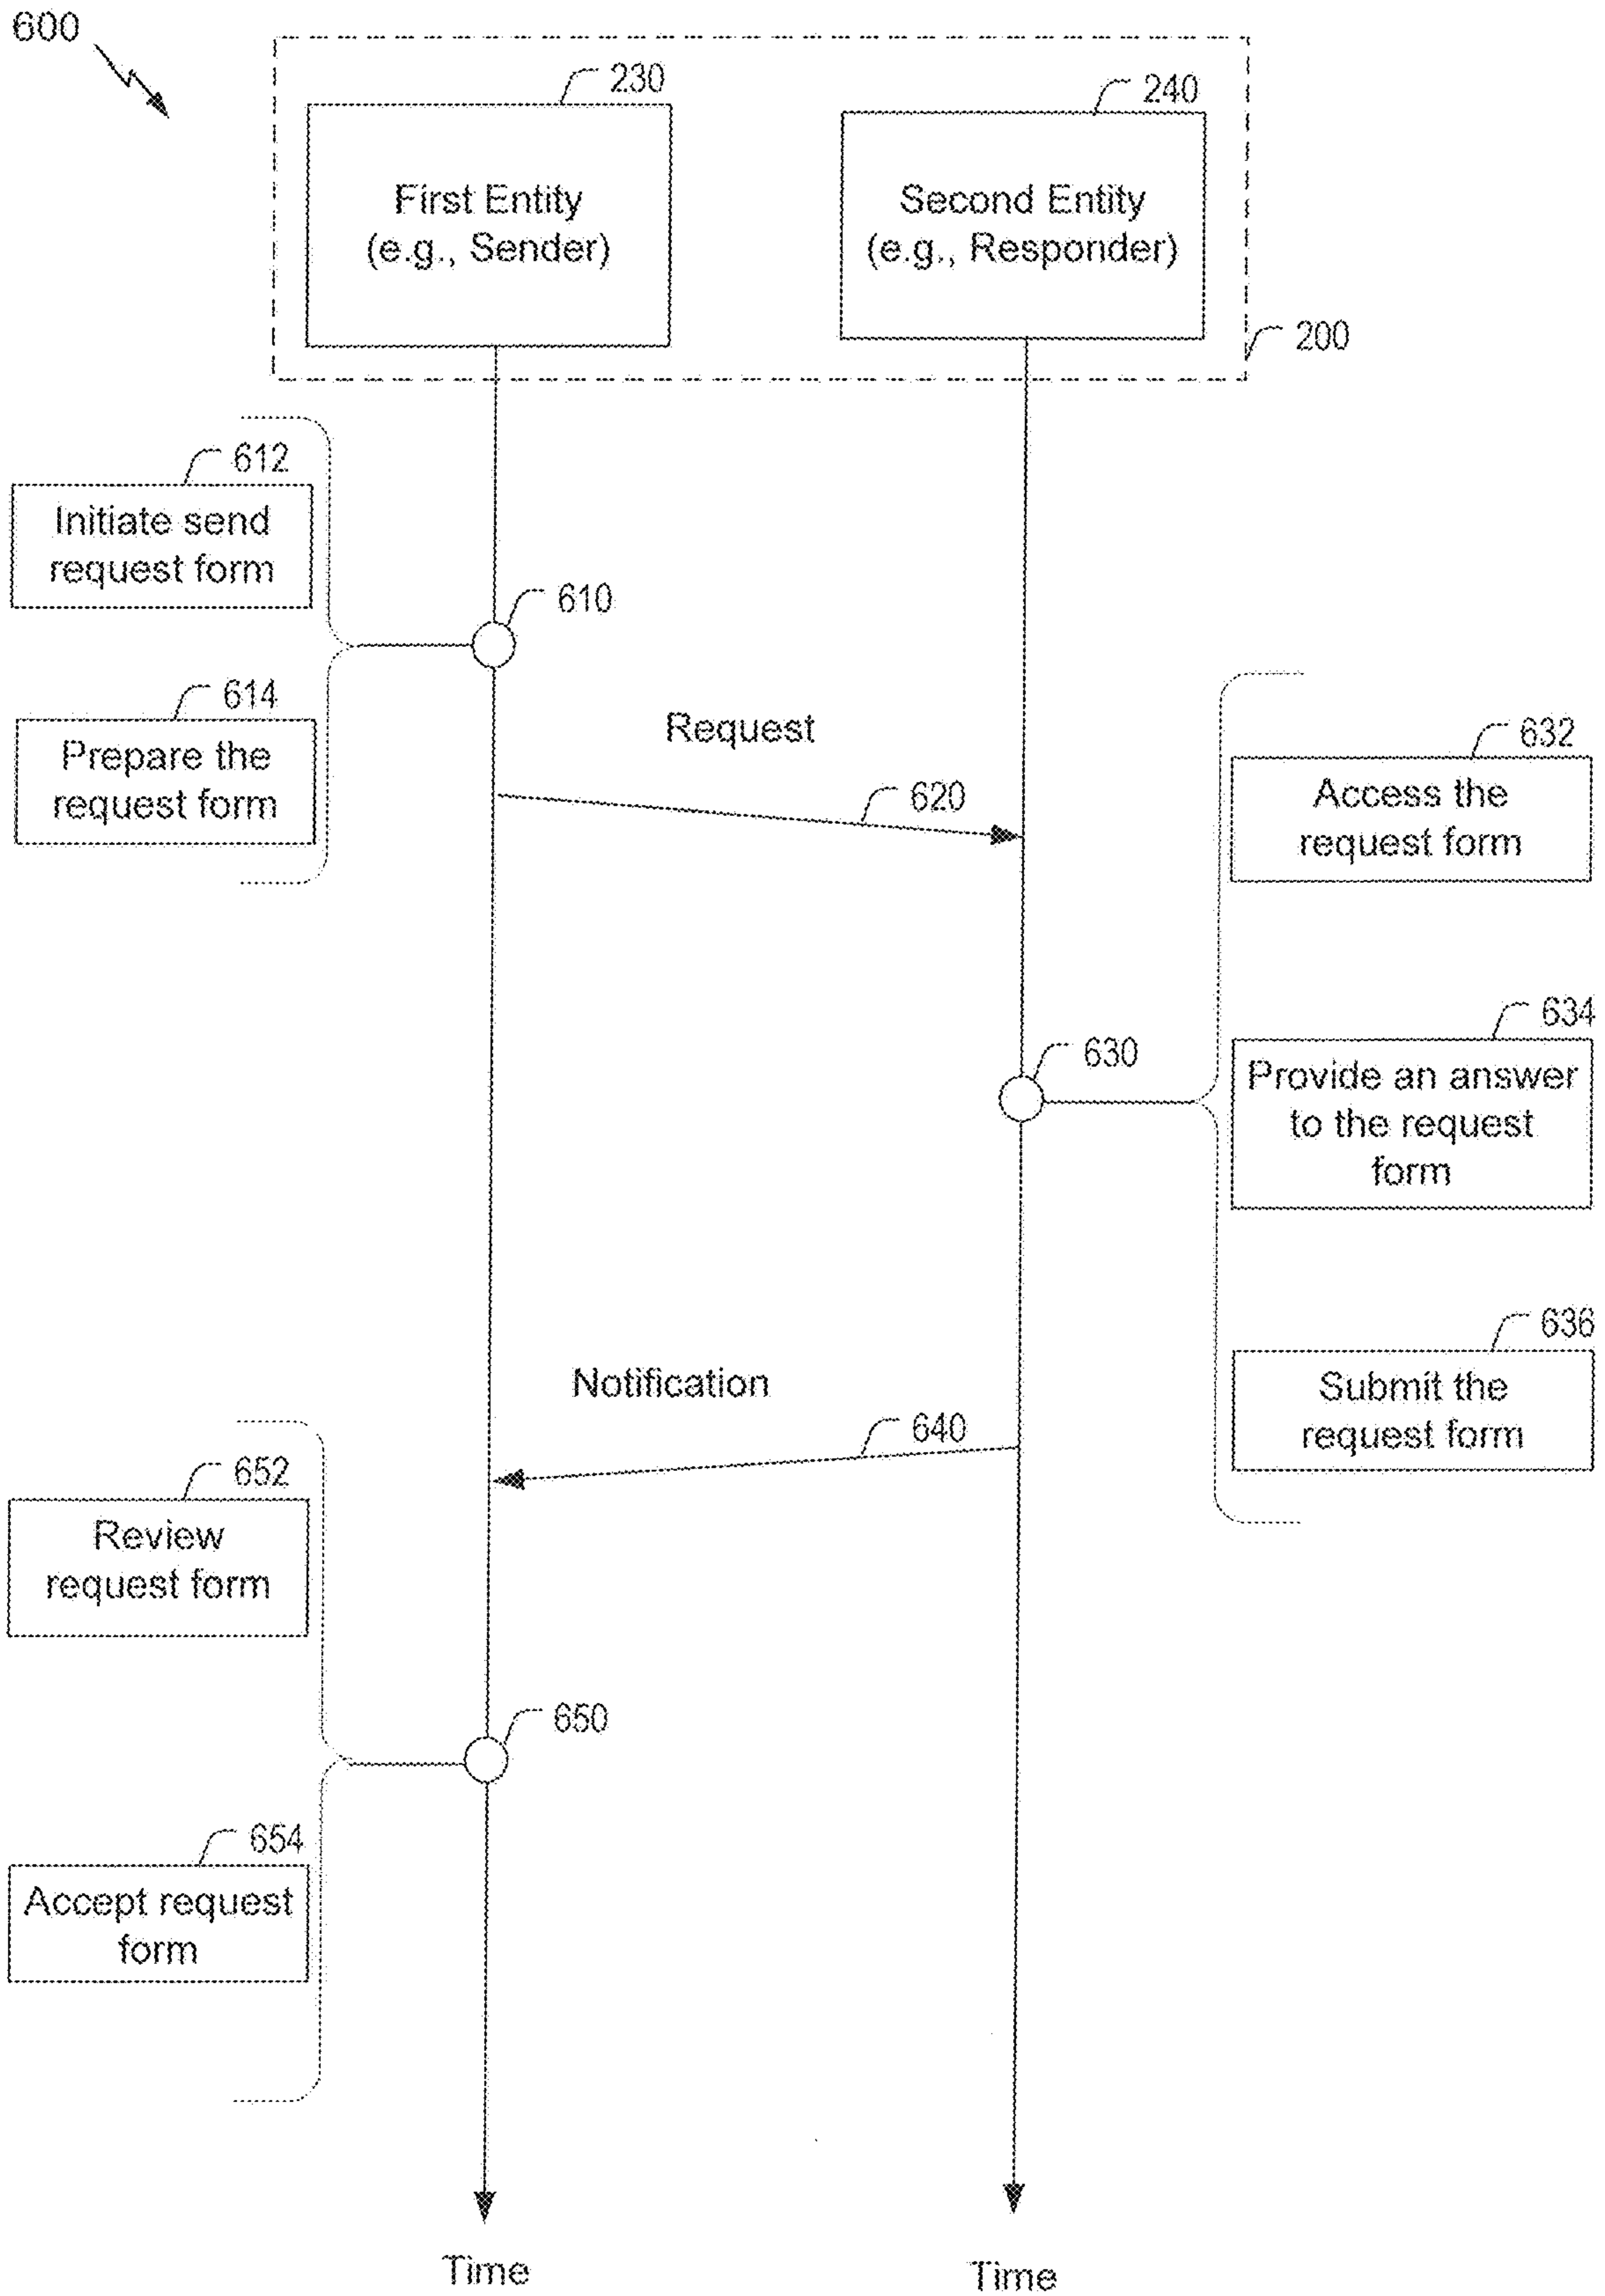 600
230
240
First Entity
(e.g., Sender)
Second Entity
(e.g., Responder)
200
612
Initiate send
request form
610
614
Prepare the
request form
Request
620
632
Access the
request form
630
634
Provide an answer
to the request
form
636
Submit the
request form
Notification
640
652
Review
request form
650
654
Accept request
form
Time
Time